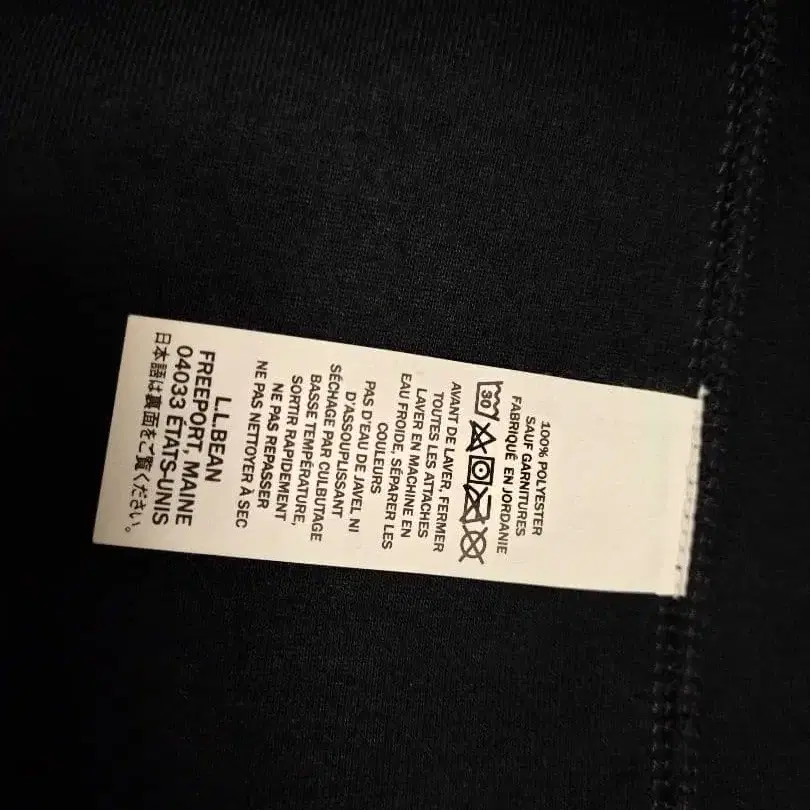 100% POLYESTER
SAUF GARNITURES
FABRIQUÉ EN JORDANIE
30
AVANT DE LAVER, FERMER
TOUTES LES ATTACHES
LAVER EN MACHINE EN
EAU FROIDE, SÉPARER LES
COULEURS
PAS D'EAU DE JAVEL NI
D'ASSOUPLISSANT
SÉCHAGE PAR CULBUTAGE
BASSE TEMPÉRATURE,
SORTIR RAPIDEMENT
NE PAS REPASSER
NE PAS NETTOYER À SEC
L.L.BEAN
FREEPORT, MAINE
04033 ÉTATS-UNIS
日本語は裏面をご覧ください。